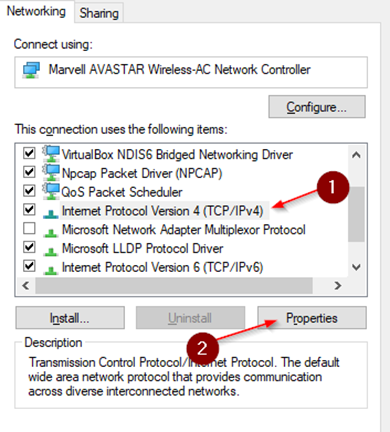 Networking Sharing
Connect using:
Marvell AVASTAR Wireless-AC Network Controller
Configure...
This connection uses the following items:
VirtualBox NDIS6 Bridged Networking Driver
Npcap Packet Driver (NPCAP)
QoS Packet Scheduler
Internet Protocol Version 4 (TCP/IPv4)
1
Microsoft Network Adapter Multiplexor Protocol
Microsoft LLDP Protocol Driver
Internet Protocol Version 6 (TCP/IPv6)
Install... Uninstall Properties
2
Description
Transmission Control Protocol/Internet Protocol. The default
wide area network protocol that provides communication
across diverse interconnected networks.